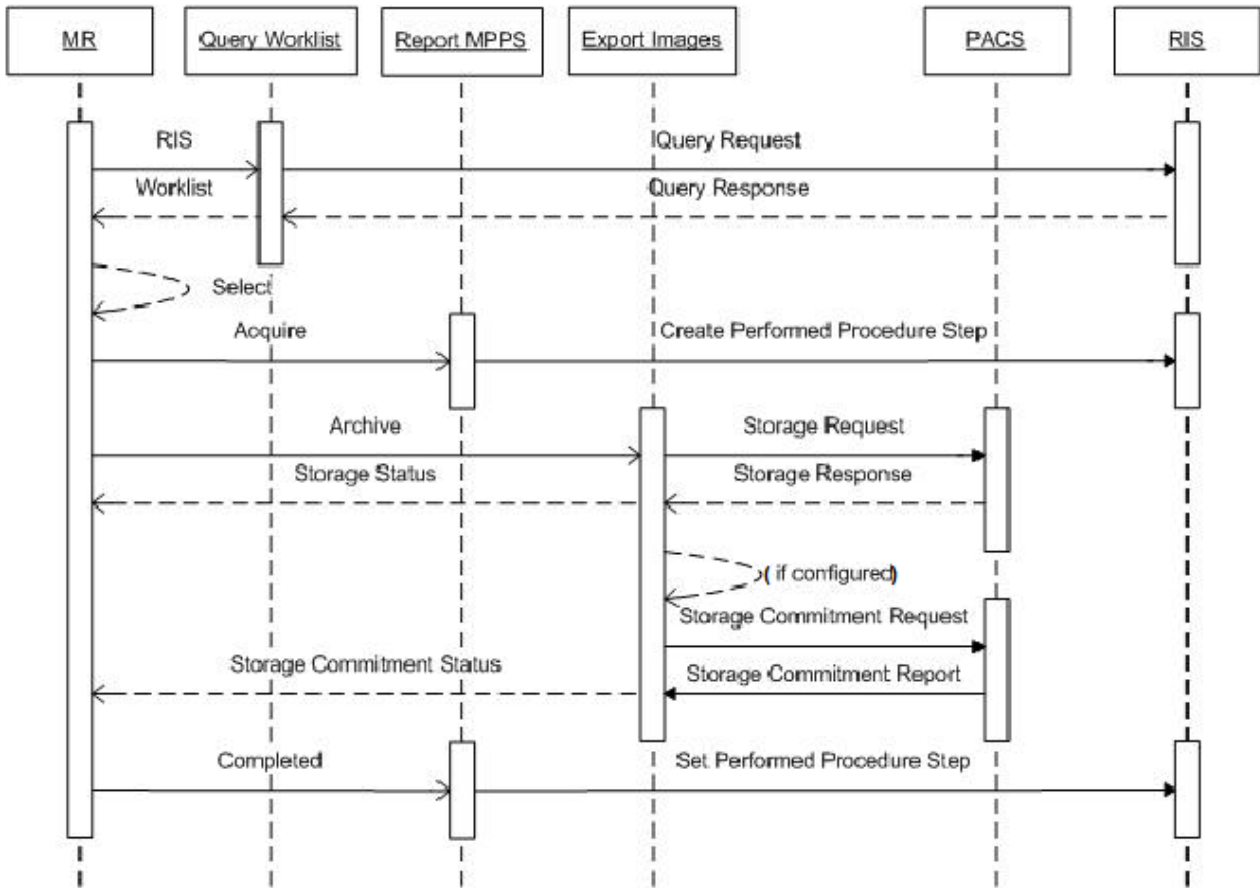 MR
Query Worklist
Report MPPS
Export Images
PACS
RIS
RIS
Query Request
Worklist
Query Response
Select
Acquire
Create Performed Procedure Step
Archive
Storage Request
Storage Status
Storage Response
( if configured)
Storage Commitment Request
Storage Commitment Status
Storage Commitment Report
Completed
Set Performed Procedure Step